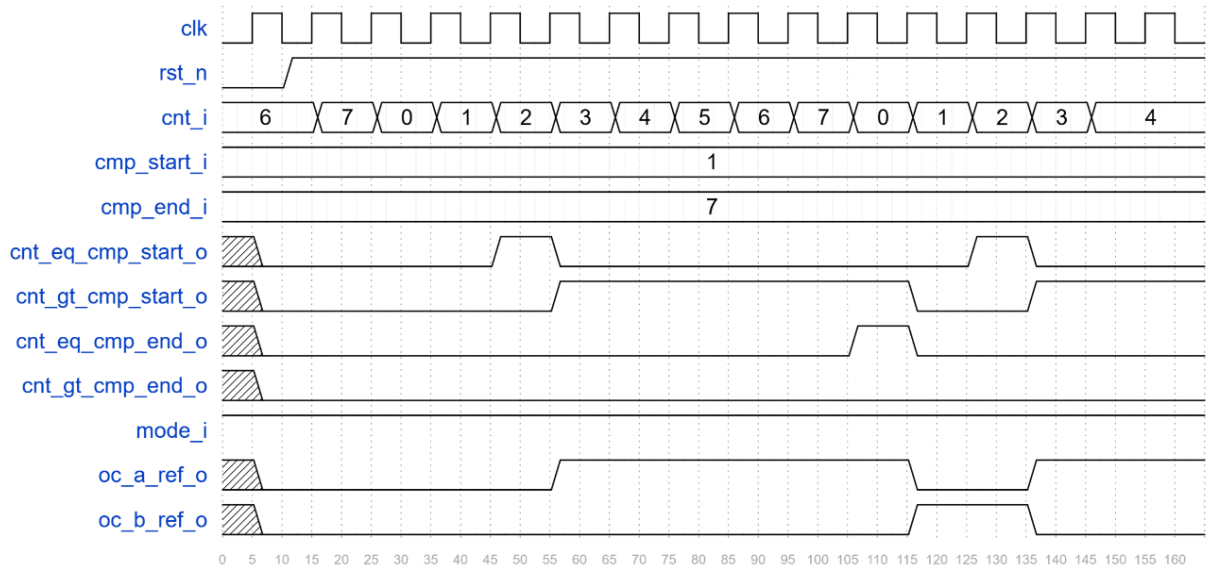 clk
rst_n
cnt_i 6 7 0 1 2 3 4 5 6 7 0 1 2 3 4
cmp_start_i 1
cmp_end_i 7
cnt_eq_cmp_start_o
cnt_gt_cmp_start_o
cnt_eq_cmp_end_o
cnt_gt_cmp_end_o
mode_i
oc_a_ref_o
oc_b_ref_o
0 5 10 15 20 25 30 35 40 45 50 55 60 65 70 75 80 85 90 95 100 105 110 115 120 125 130 135 140 145 150 155 160